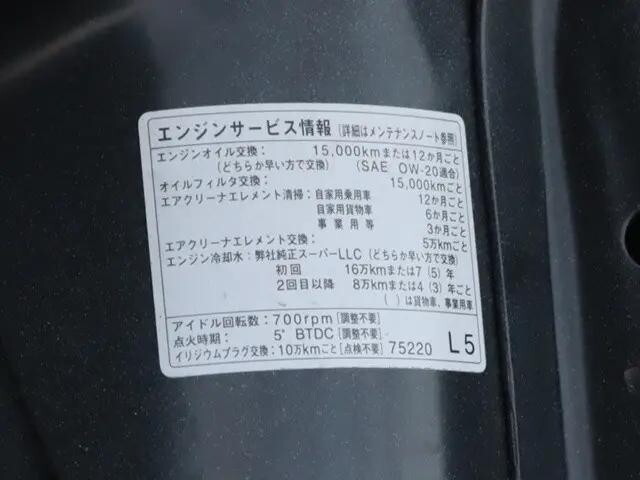 エンジンサービス情報 (詳細はメンテナンスノート参照)
エンジンオイル交換: 15,000kmまたは12か月ごと
(どちらか早い方で交換) (SAE 0W-20適合)
オイルフィルタ交換: 15,000kmごと
エアクリーナエレメント清掃: 自家用乗用車 12か月ごと
自家用貨物車 6か月ごと
事業用等 3か月ごと
エアクリーナエレメント交換: 5万kmごと
エンジン冷却水: 弊社純正スーパーLLC (どちらか早い方で交換)
初回 16万kmまたは7(5)年
2回目以降 8万kmまたは4(3)年ごと
( )は貨物車、事業用車
アイドル回転数: 700rpm [調整不要]
点火時期: 5° BTDC [調整不要]
イリジウムプラグ交換: 10万kmごと [点検不要] 75220 L5